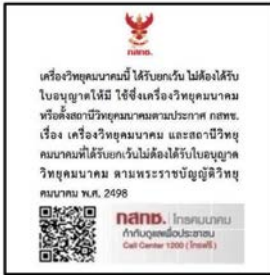 กสทช.
เครื่องวิทยุคมนาคมนี้ ได้รับยกเว้น ไม่ต้องได้รับ
ใบอนุญาตให้มี ใช้ซึ่งเครื่องวิทยุคมนาคม
หรือตั้งสถานีวิทยุคมนาคมตามประกาศ กสทช.
เรื่อง เครื่องวิทยุคมนาคม และสถานีวิทยุ
คมนาคมที่ได้รับยกเว้นไม่ต้องได้รับใบอนุญาต
วิทยุคมนาคม ตามพระราชบัญญัติวิทยุ
คมนาคม พ.ศ. 2498
กสทช. | โทรคมนาคม
กำกับดูแลเพื่อประชาชน
Call Center 1200 (โทรฟรี)